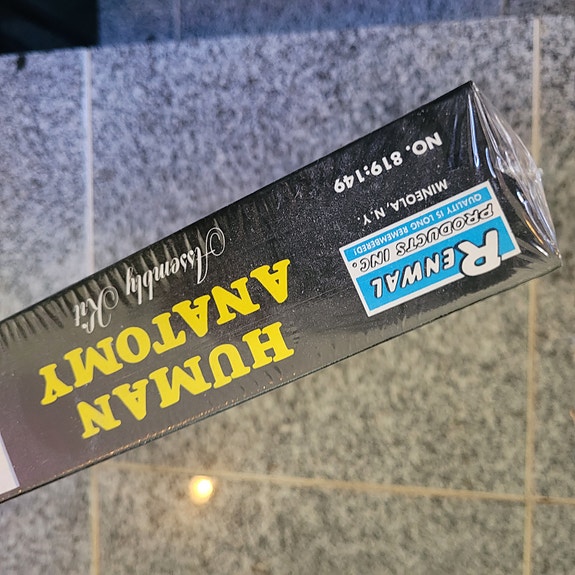 RENWAL
PRODUCTS INC.
QUALITY IS LONG REMEMBERED!
MINEOLA, N.Y.
NO. 819:149
HUMAN
ANATOMY
Assembly Kit